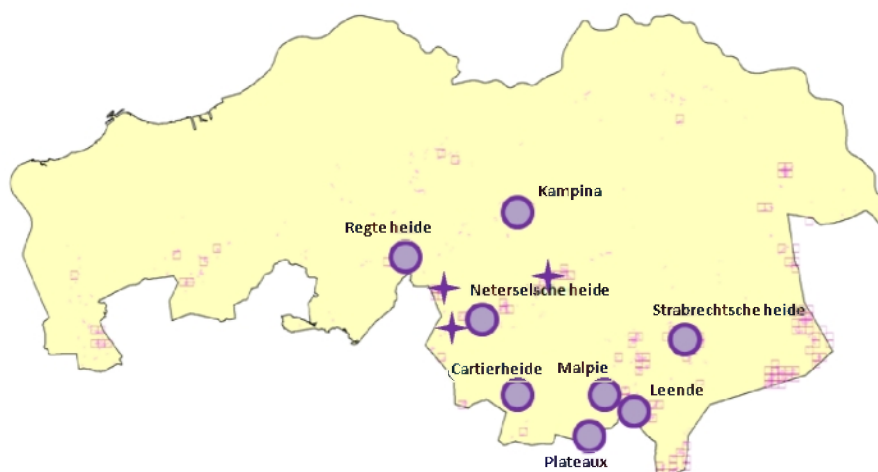 Kampina
Regte heide
Neterselsche heide
Strabrechtsche heide
Cartierheide
Malpie
Leende
Plateaux